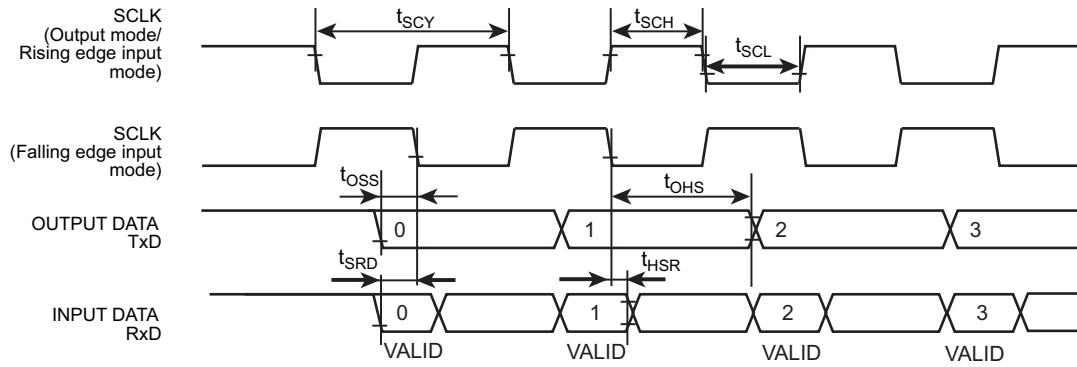 SCLK
(Output mode/
Rising edge input
mode)
tSCY
tSCH
tSCL
SCLK
(Falling edge input
mode)
tOSS
tOHS
OUTPUT DATA
TxD
0
1
2
3
tSRD
tHSR
INPUT DATA
RxD
0
1
2
3
VALID
VALID
VALID
VALID